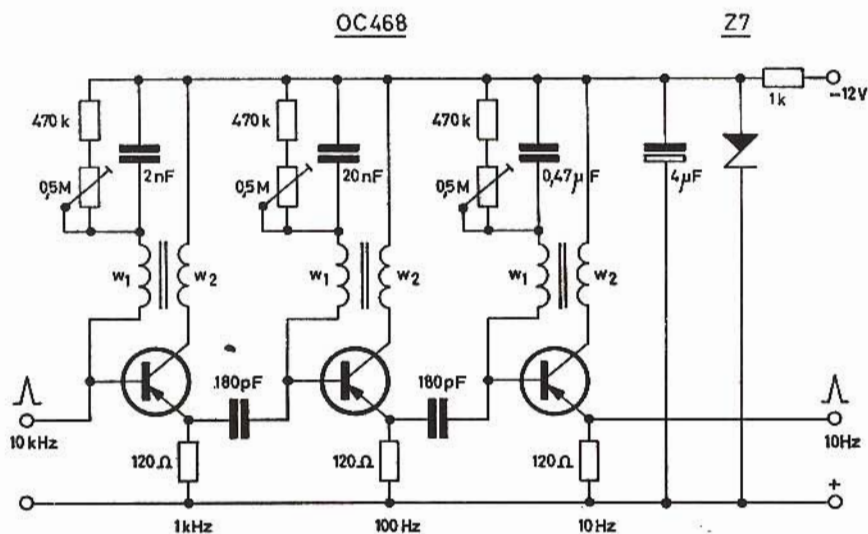 OC468 Z7
-12V
1k
470k 470k 470k
2nF 20nF 0,47µF 4µF
0,5M 0,5M 0,5M
w1 w2 w1 w2 w1 w2
180pF 180pF
10kHz 10Hz
120Ω 120Ω 120Ω
+
1kHz 100Hz 10Hz